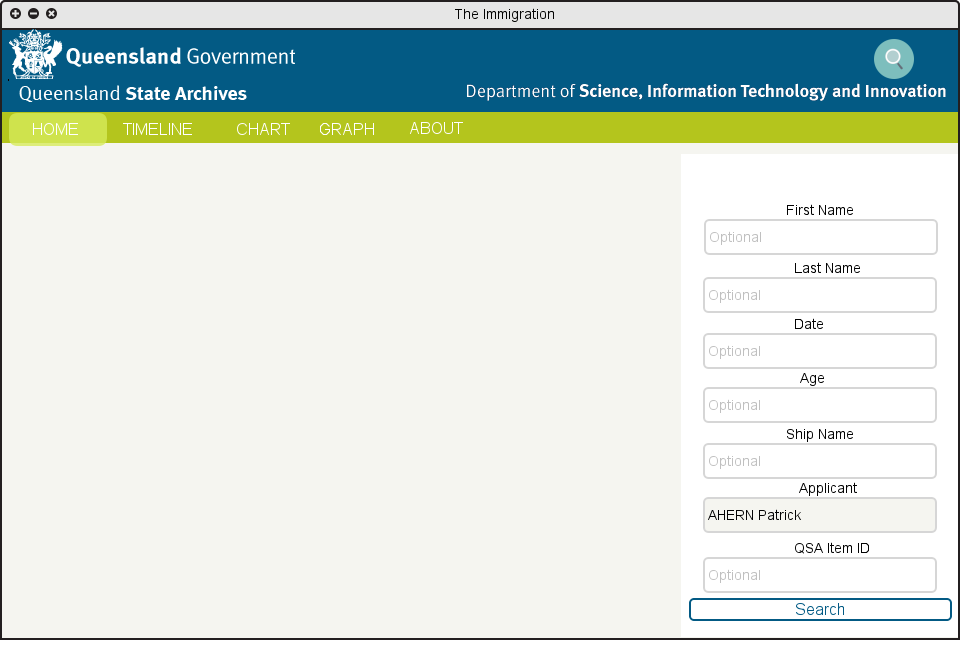 The Immigration
Queensland Government
Queensland State Archives
Department of Science, Information Technology and Innovation
HOME TIMELINE CHART GRAPH ABOUT
First Name
Optional
Last Name
Optional
Date
Optional
Age
Optional
Ship Name
Optional
Applicant
AHERN Patrick
QSA Item ID
Optional
Search